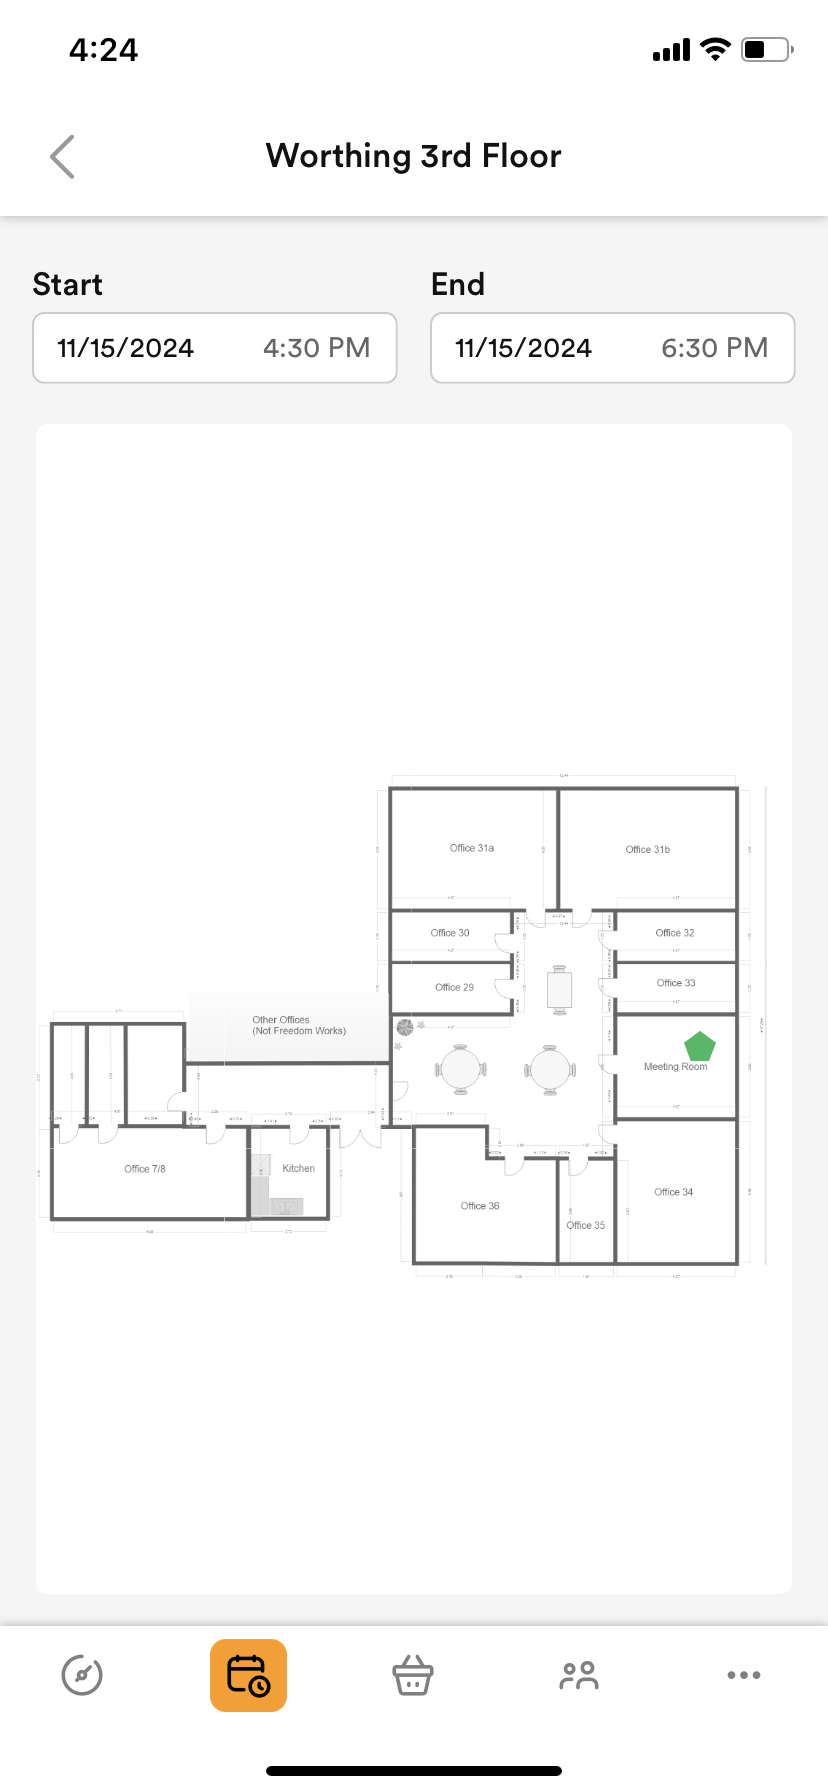 4:24
Worthing 3rd Floor
Start
End
11/15/2024 4:30 PM
11/15/2024 6:30 PM
Office 31a
Office 31b
Office 30
Office 32
Office 29
Office 33
Other Offices
(Not Freedom Works)
Meeting Room
Office 7/8
Kitchen
Office 34
Office 36
Office 35